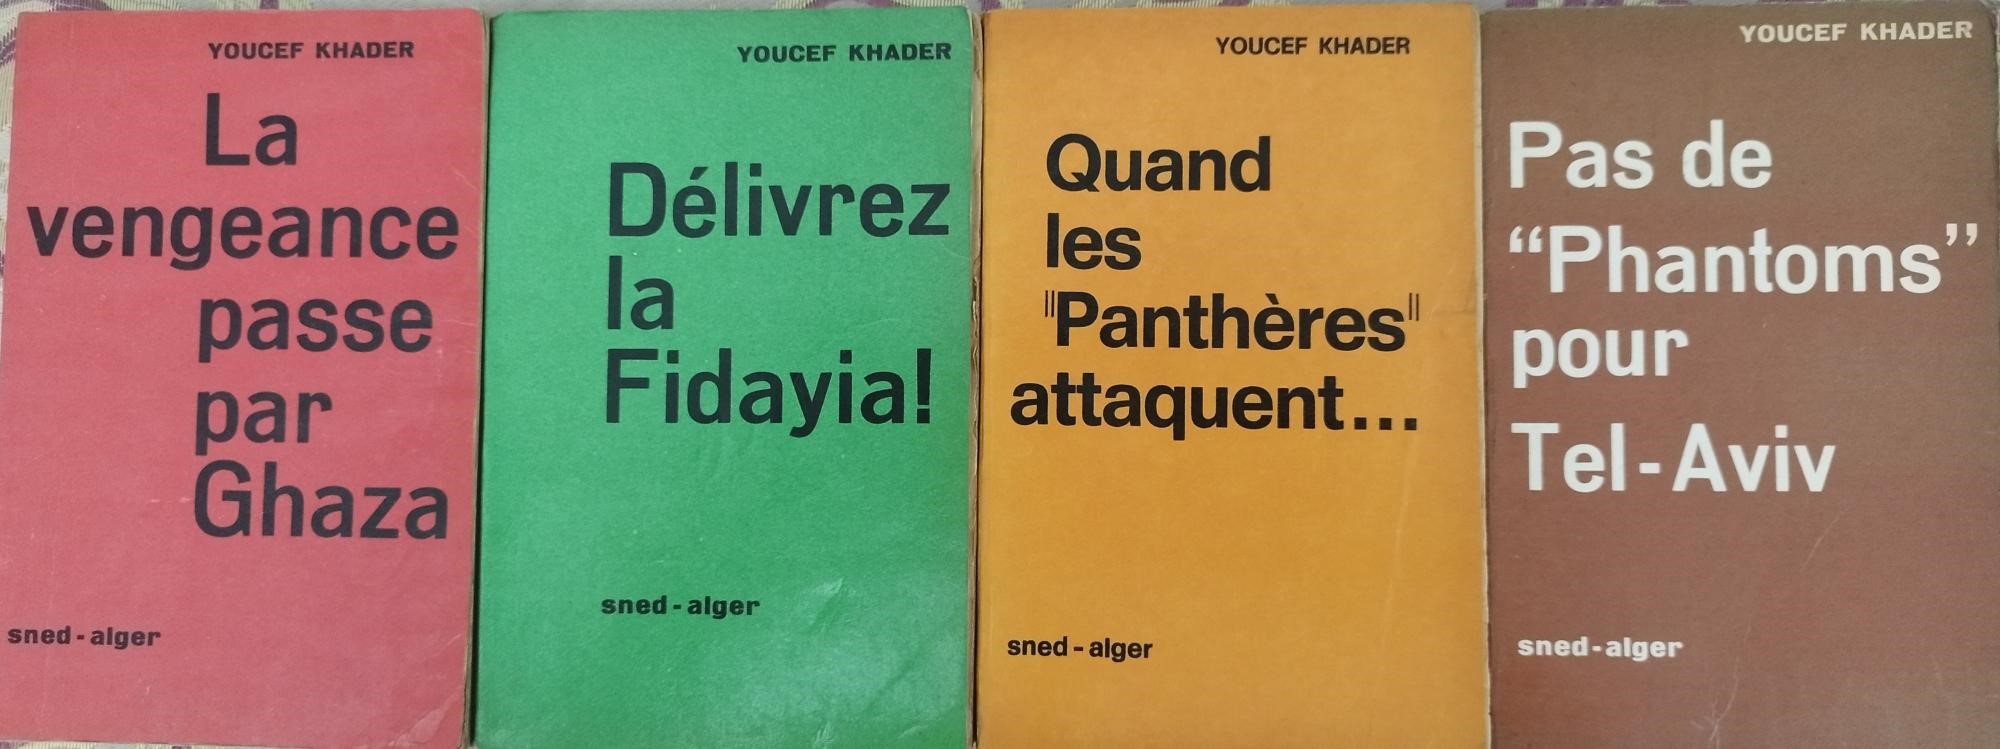 YOUCEF KHADER
La
vengeance
passe
par
Ghaza
sned-alger
YOUCEF KHADER
Délivrez
la
Fidayia!
sned-alger
YOUCEF KHADER
Quand
les
"Panthères"
attaquent...
sned-alger
YOUCEF KHADER
Pas de
“Phantoms”
pour
Tel-Aviv
sned-alger